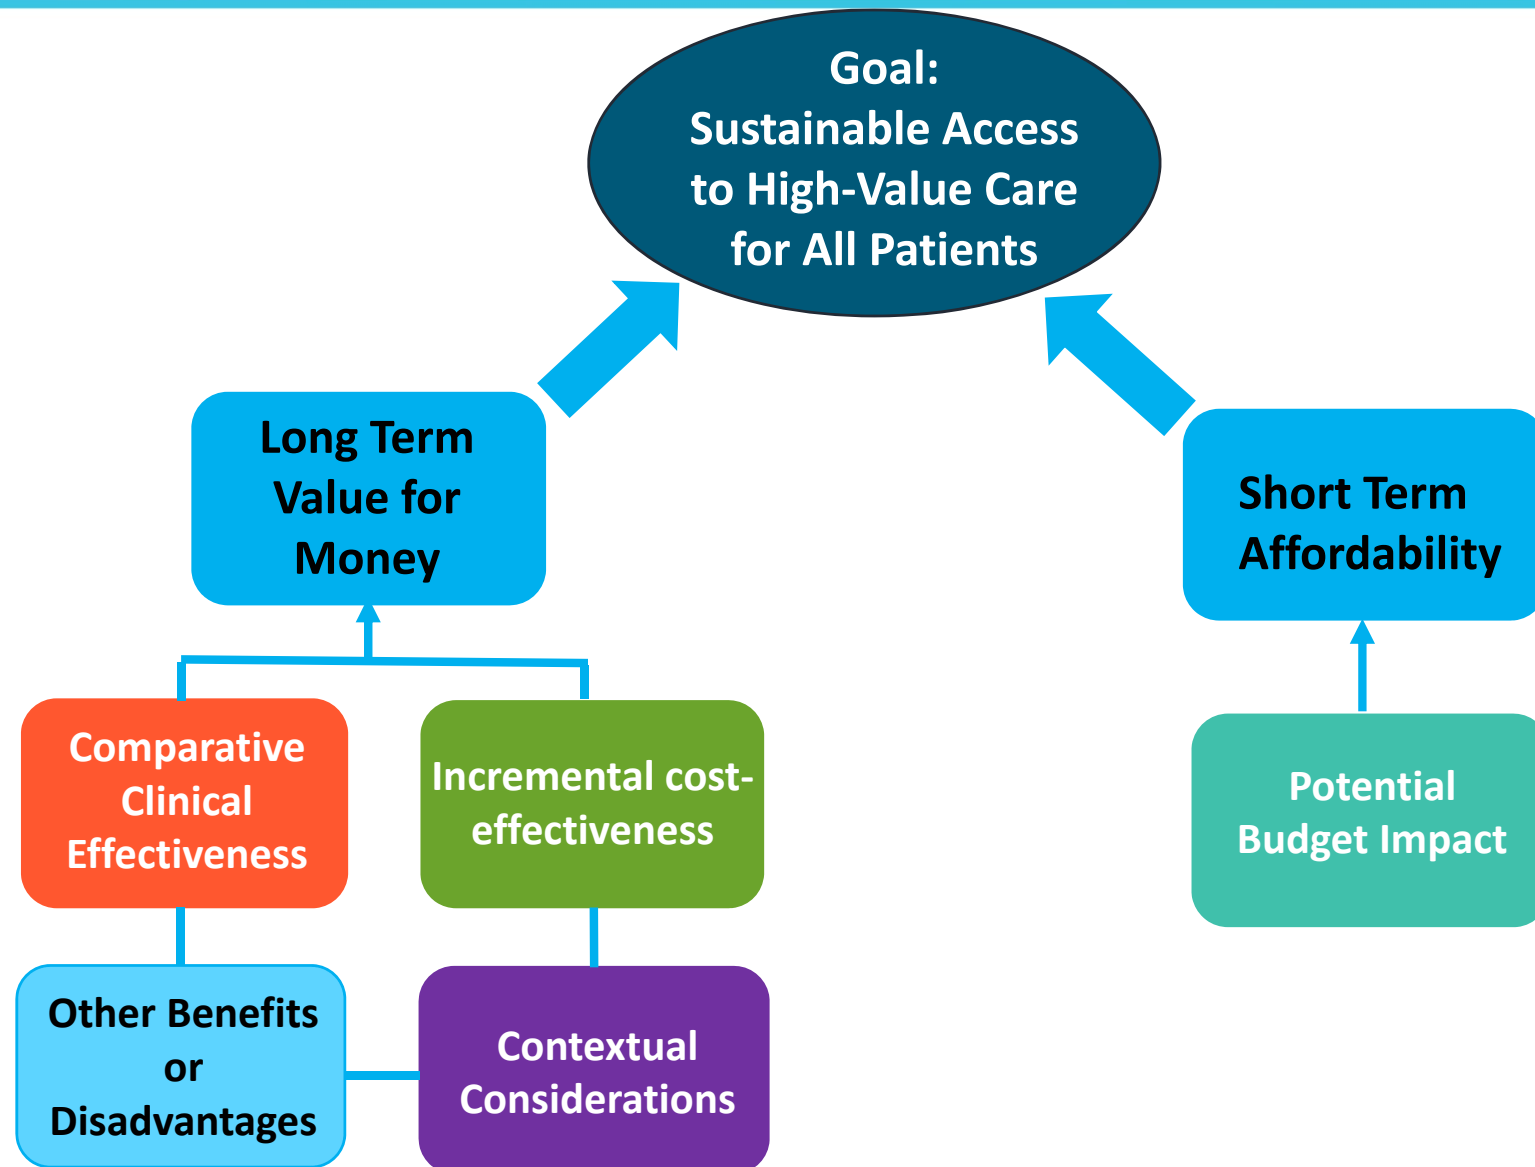 Goal:
Sustainable Access
to High-Value Care
for All Patients
Long Term
Value for
Money
Short Term
Affordability
Comparative
Clinical
Effectiveness
Incremental cost-
effectiveness
Potential
Budget Impact
Other Benefits
or
Disadvantages
Contextual
Considerations